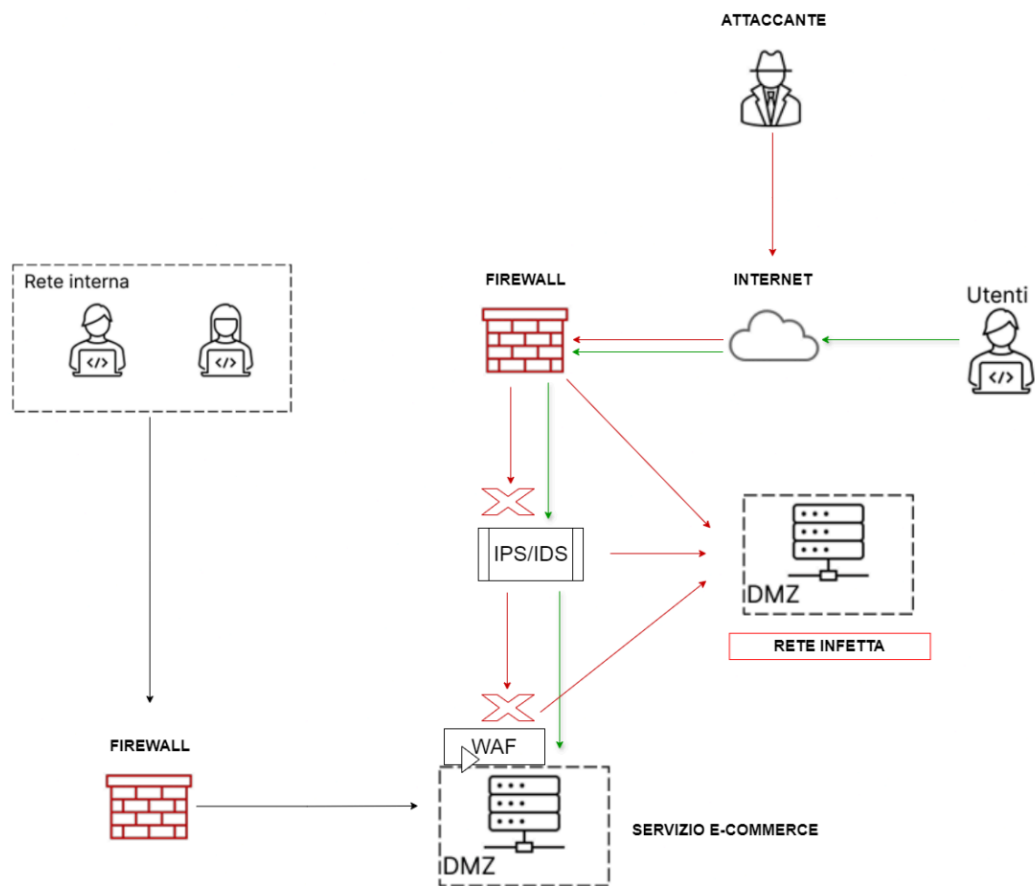 ATTACCANTE
Rete interna
FIREWALL
INTERNET
Utenti
</>
</>
</>
IPS/IDS
DMZ
RETE INFETTA
FIREWALL
WAF
SERVIZIO E-COMMERCE
DMZ